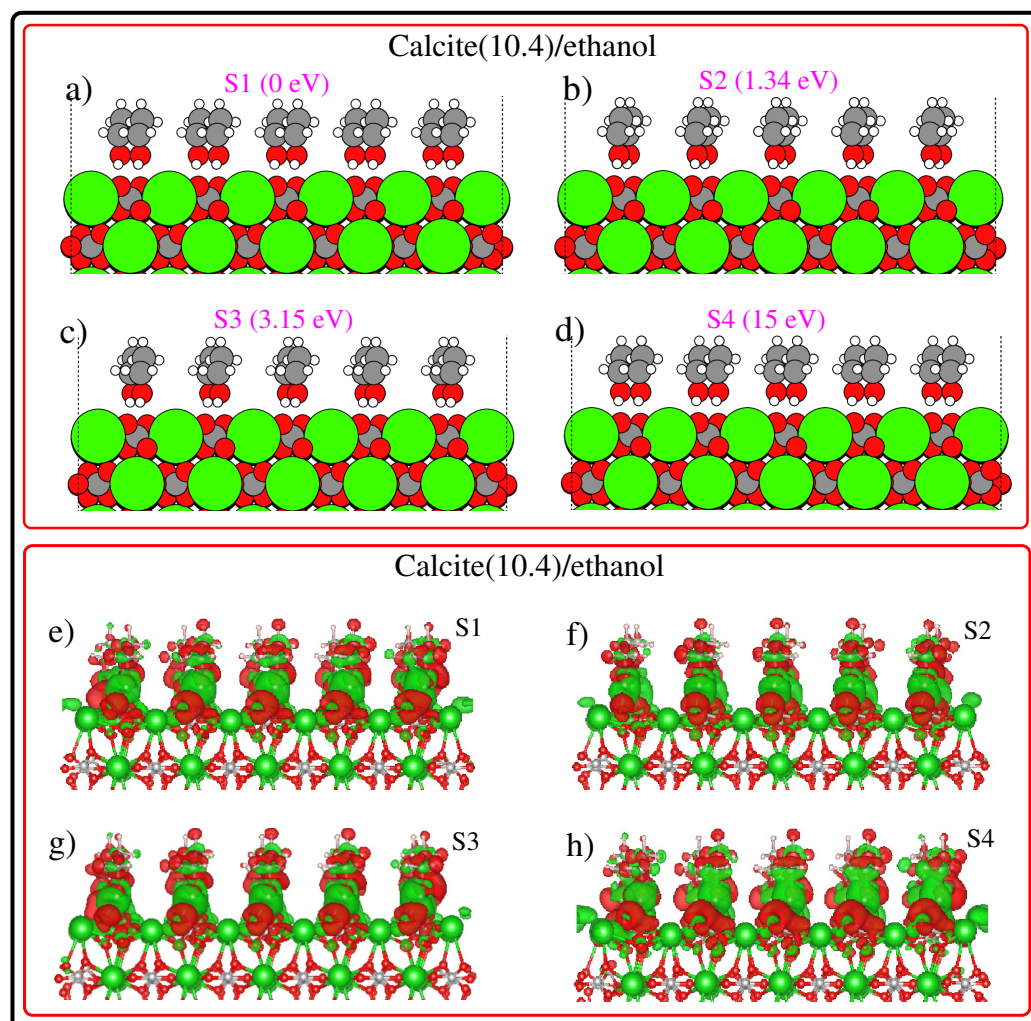 Calcite(10.4)/ethanol
a) S1 (0 eV)
b) S2 (1.34 eV)
c) S3 (3.15 eV)
d) S4 (15 eV)
Calcite(10.4)/ethanol
e) S1
f) S2
g) S3
h) S4